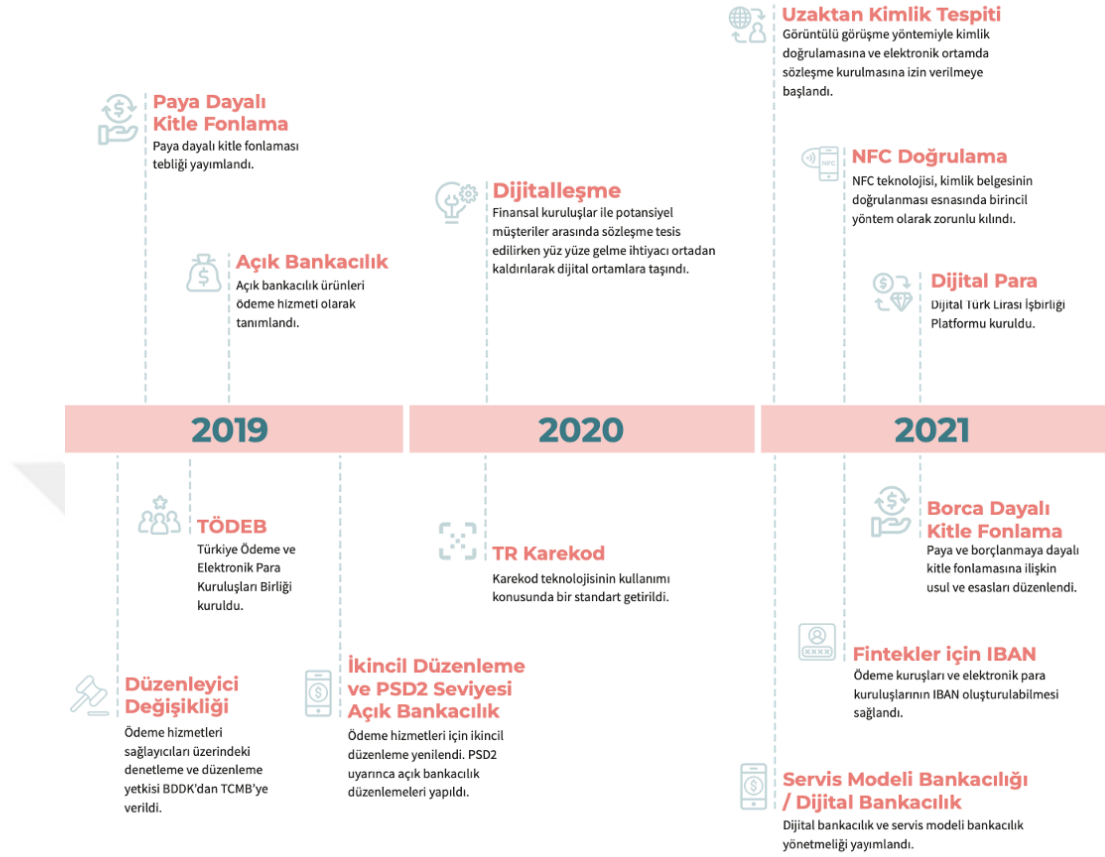 Uzaktan Kimlik Tespiti
Görüntülü görüşme yöntemiyle kimlik
doğrulamasına ve elektronik ortamda
sözleşme kurulmasına izin verilmeye
başlandı.
Paya Dayalı
Kitle Fonlama
Paya dayalı kitle fonlaması
tebliği yayımlandı.
NFC
NFC Doğrulama
NFC teknolojisi, kimlik belgesinin
doğrulanması esnasında birincil
yöntem olarak zorunlu kılındı.
Dijitalleşme
Finansal kuruluşlar ile potansiyel
müşteriler arasında sözleşme tesis
edilirken yüz yüze gelme ihtiyacı ortadan
kaldırılarak dijital ortamlara taşındı.
Açık Bankacılık
Açık bankacılık ürünleri
ödeme hizmeti olarak
tanımlandı.
Dijital Para
Dijital Türk Lirası İşbirliği
Platformu kuruldu.
2019
2020
2021
TÖDEB
Türkiye Ödeme ve
Elektronik Para
Kuruluşları Birliği
kuruldu.
TR Karekod
Karekod teknolojisinin kullanımı
konusunda bir standart getirildi.
Borca Dayalı
Kitle Fonlama
Paya ve borçlanmaya dayalı
kitle fonlamasına ilişkin
usul ve esasları düzenlendi.
Düzenleyici
Değişikliği
Ödeme hizmetleri
sağlayıcıları üzerindeki
denetleme ve düzenleme
yetkisi BDDK'dan TCMB'ye
verildi.
İkincil Düzenleme
ve PSD2 Seviyesi
Açık Bankacılık
Ödeme hizmetleri için ikincil
düzenleme yenilendi. PSD2
uyarınca açık bankacılık
düzenlemeleri yapıldı.
Fintekler için IBAN
Ödeme kuruşları ve elektronik para
kuruluşlarının IBAN oluşturulabilmesi
sağlandı.
Servis Modeli Bankacılığı
/ Dijital Bankacılık
Dijital bankacılık ve servis modeli bankacılık
yönetmeliği yayımlandı.